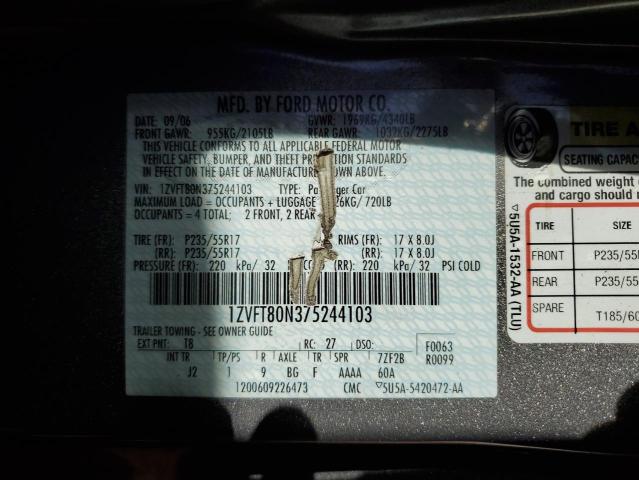 MFD. BY FORD MOTOR CO.
DATE: 09/06 GVWR: 1969KG/4340LB
FRONT GAWR: 955KG/2105LB REAR GAWR: 1032KG/2275LB
THIS VEHICLE CONFORMS TO ALL APPLICABLE FEDERAL MOTOR
VEHICLE SAFETY, BUMPER, AND THEFT PREVENTION STANDARDS
IN EFFECT ON THE DATE OF MANUFACTURE SHOWN ABOVE.
VIN: 1ZVFT80N375244103 TYPE: Passenger Car
MAXIMUM LOAD = OCCUPANTS + LUGGAGE 26KG/ 720LB
OCCUPANTS = 4 TOTAL; 2 FRONT, 2 REAR
TIRE (FR): P235/55R17 RIMS (FR): 17 X 8.0J
(RR): P235/55R17 (RR): 17 X 8.0J
PRESSURE (FR): 220 kPa/ 32 (RR): 220 kPa/ 32 PSI COLD
1ZVFT80N375244103
TRAILER TOWING - SEE OWNER GUIDE
EXT PNT: T8 RC: 27 DSO: F0063
INT TR TP/PS R AXLE TR SPR 7ZF2B R0099
J2 1 9 BG F AAAA 60A
1200609226473 CMC ▽5U5A-5420472-AA
▽5U5A-1532-AA (TLU)
TIRE A
SEATING CAPAC
The combined weight o
and cargo should
TIRE SIZE
FRONT P235/55
REAR P235/55
SPARE T185/60